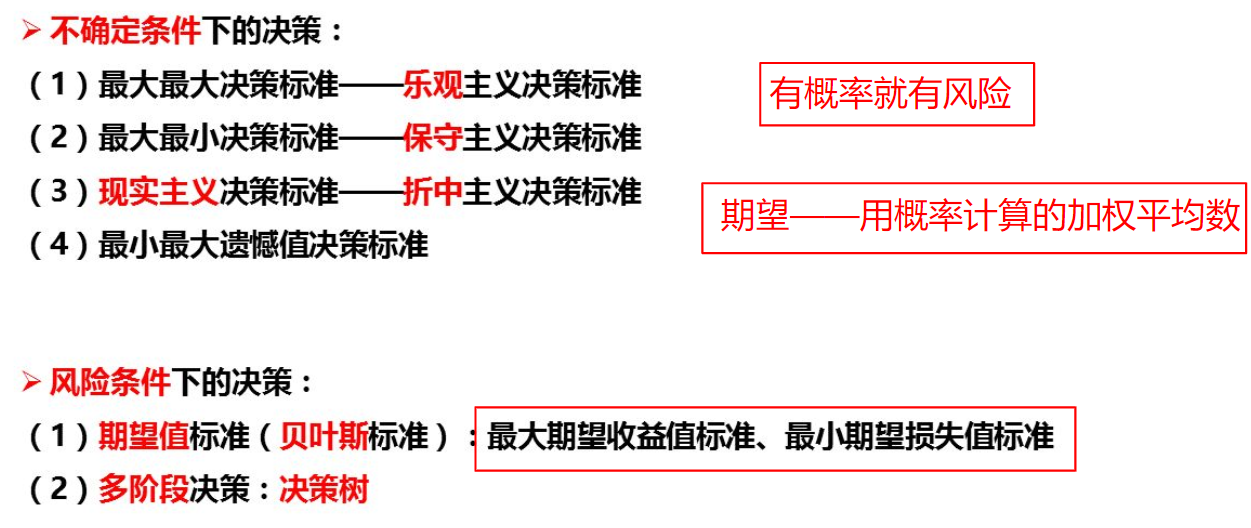 ➢ 不确定条件下的决策：
（1）最大最大决策标准——乐观主义决策标准
有概率就有风险
（2）最大最小决策标准——保守主义决策标准
（3）现实主义决策标准——折中主义决策标准
期望——用概率计算的加权平均数
（4）最小最大遗憾值决策标准
➢ 风险条件下的决策：
（1）期望值标准（贝叶斯标准）：最大期望收益值标准、最小期望损失值标准
（2）多阶段决策：决策树